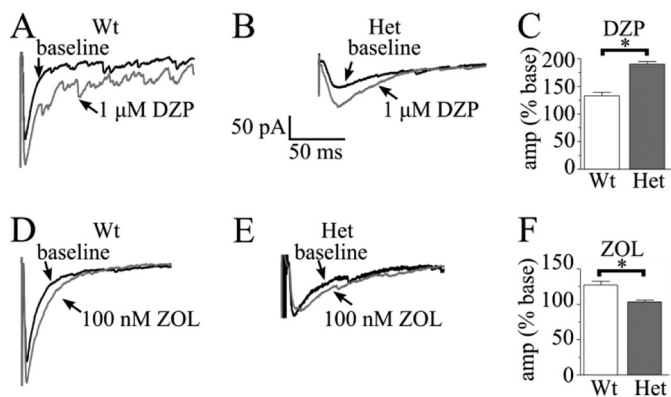 A
Wt
baseline
1 μM DZP
B
Het
baseline
1 μM DZP
50 pA
50 ms
C
DZP
*
amp (% base)
200
150
100
50
0
Wt Het
D
Wt
baseline
100 nM ZOL
E
Het
baseline
100 nM ZOL
F
ZOL
*
amp (% base)
150
100
50
0
Wt Het